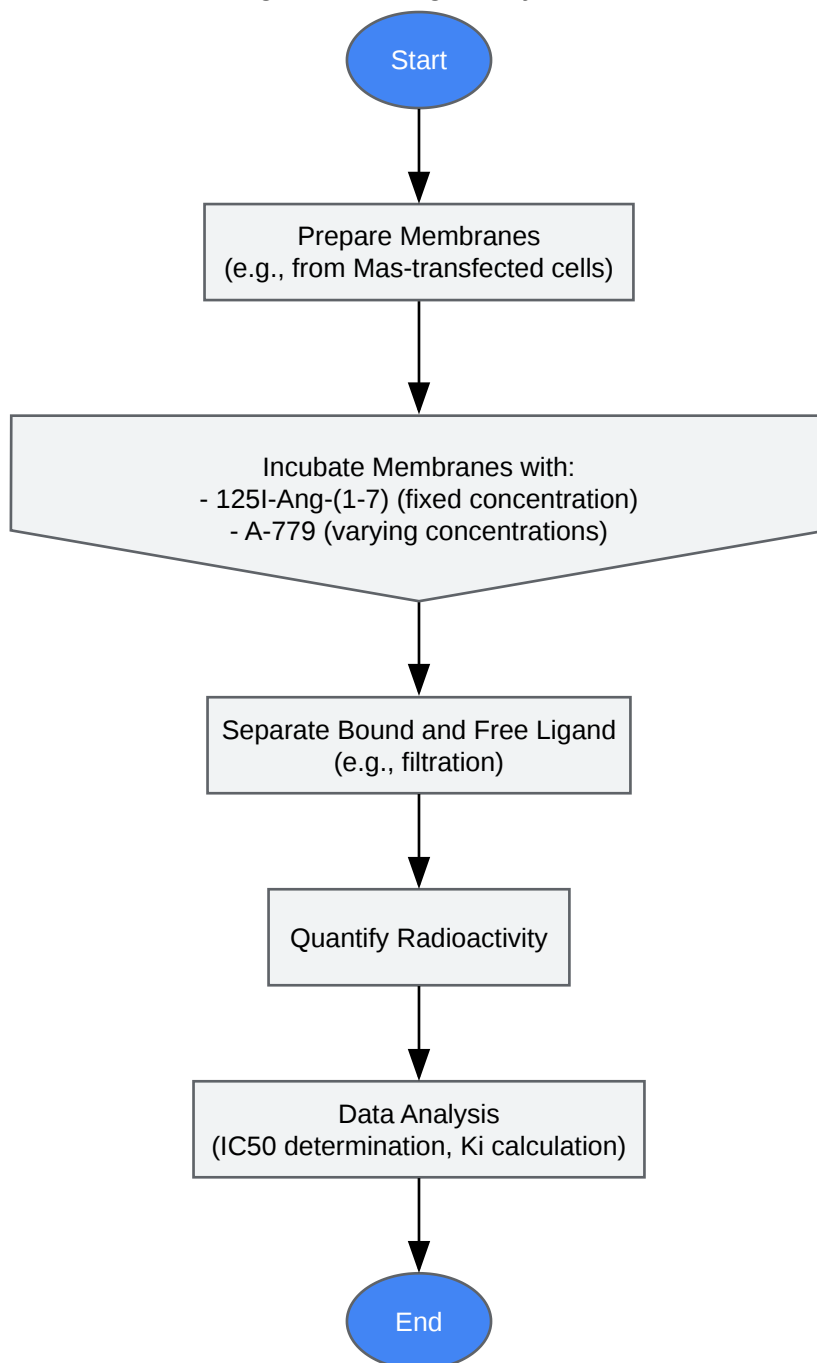 Start
Prepare Membranes
(e.g., from Mas-transfected cells)
Incubate Membranes with:
- 125I-Ang-(1-7) (fixed concentration)
- A-779 (varying concentrations)
Separate Bound and Free Ligand
(e.g., filtration)
Quantify Radioactivity
Data Analysis
(IC50 determination, Ki calculation)
End